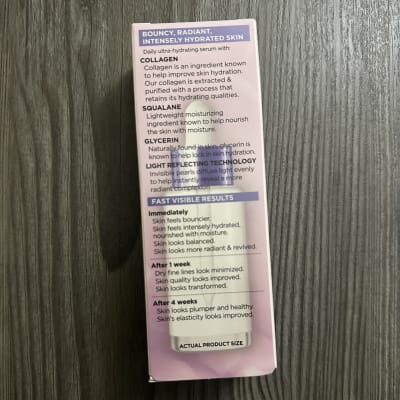 BOUNCY, RADIANT,
INTENSELY HYDRATED SKIN
Daily ultra-hydrating serum with:
COLLAGEN
Collagen is an ingredient known
to help improve skin hydration.
Our collagen is extracted &
purified with a process that
retains its hydrating qualities.
SQUALANE
Lightweight moisturizing
ingredient known to help nourish
the skin with moisture.
GLYCERIN
Naturally found in skin, glycerin is
known to help lock in skin hydration.
LIGHT REFLECTING TECHNOLOGY
Invisible pearls diffuse light evenly
to help instantly reveal a more
radiant complexion.
FAST VISIBLE RESULTS
Immediately
Skin feels bouncier.
Skin feels intensely hydrated,
nourished with moisture.
Skin looks balanced.
Skin looks more radiant & revived.
After 1 week
Dry fine lines look minimized.
Skin quality looks improved.
Skin looks transformed.
After 4 weeks
Skin looks plumper and healthy.
Skin's elasticity looks improved.
ACTUAL PRODUCT SIZE